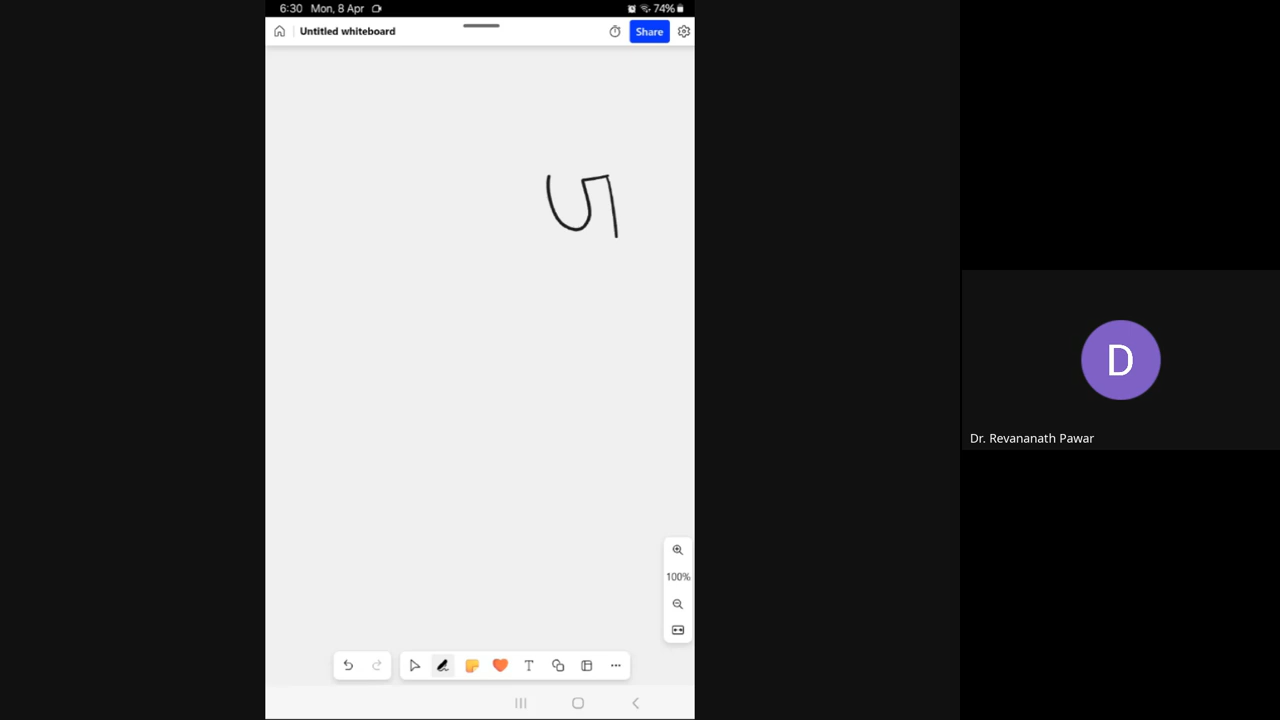 6:30 Mon, 8 Apr 74%
Untitled whiteboard Share
D
Dr. Revananath Pawar
100%
T